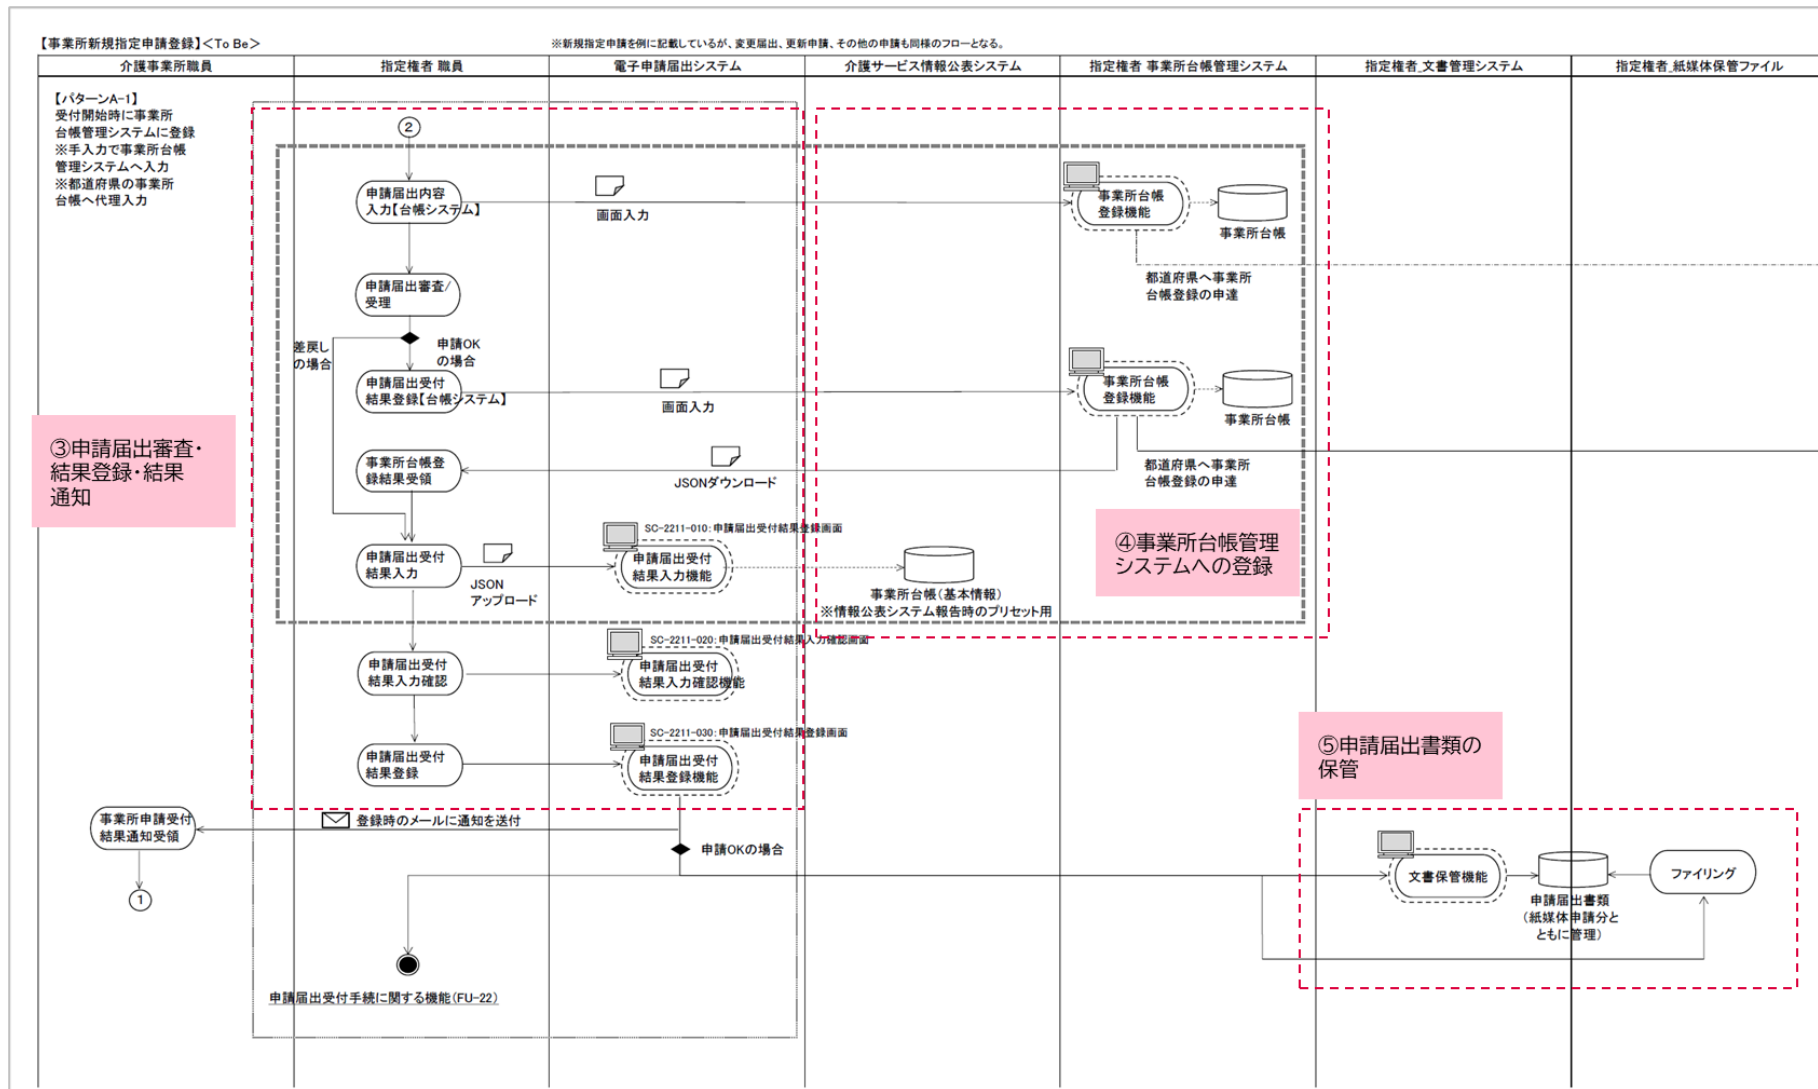 【事業所新規指定申請登録】<To Be>
※新規指定申請を例に記載しているが、変更届出、更新申請、その他の申請も同様のフローとなる。
介護事業所職員
指定権者 職員
電子申請届出システム
介護サービス情報公表システム
指定権者 事業所台帳管理システム
指定権者_文書管理システム
指定権者_紙媒体保管ファイル
【パターンA-1】
受付開始時に事業所
台帳管理システムに登録
※手入力で事業所台帳
管理システムへ入力
※都道府県の事業所
台帳へ代理入力
②
申請届出内容
入力【台帳システム】
画面入力
事業所台帳
登録機能
事業所台帳
都道府県へ事業所
台帳登録の申達
申請届出審査/
受理
差戻し
の場合
申請OK
の場合
申請届出受付
結果登録【台帳システム】
画面入力
事業所台帳
登録機能
事業所台帳
都道府県へ事業所
台帳登録の申達
③申請届出審査・
結果登録・結果
通知
事業所台帳登
録結果受領
JSONダウンロード
④事業所台帳管理
システムへの登録
申請届出受付
結果入力
JSON
アップロード
SC-2211-010:申請届出受付結果登録画面
申請届出受付
結果入力機能
事業所台帳(基本情報)
※情報公表システム報告時のプリセット用
申請届出受付
結果入力確認
SC-2211-020:申請届出受付結果入力確認画面
申請届出受付
結果入力確認機能
申請届出受付
結果登録
SC-2211-030:申請届出受付結果登録画面
申請届出受付
結果登録機能
⑤申請届出書類の
保管
事業所申請受付
結果通知受領
登録時のメールに通知を送付
申請OKの場合
①
文書保管機能
申請届出書類
(紙媒体申請分と
ともに管理)
ファイリング
申請届出受付手続に関する機能(FU-22)